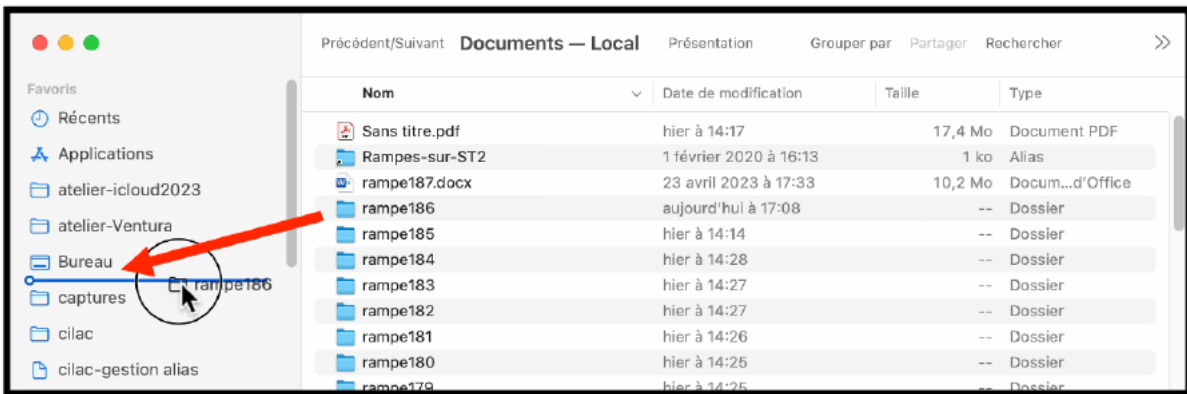 Précédent/Suivant Documents — Local Présentation Grouper par Partager Rechercher
Favoris
Récents
Applications
atelier-icloud2023
atelier-Ventura
Bureau
rampe186
captures
cilac
cilac-gestion alias
Nom Date de modification Taille Type
Sans titre.pdf hier à 14:17 17,4 Mo Document PDF
Rampes-sur-ST2 1 février 2020 à 16:13 1 ko Alias
rampe187.docx 23 avril 2023 à 17:33 10,2 Mo Docum...d'Office
rampe186 aujourd'hui à 17:08 -- Dossier
rampe185 hier à 14:14 -- Dossier
rampe184 hier à 14:28 -- Dossier
rampe183 hier à 14:27 -- Dossier
rampe182 hier à 14:27 -- Dossier
rampe181 hier à 14:26 -- Dossier
rampe180 hier à 14:25 -- Dossier
rampe179 hier à 14:25 -- Dossier